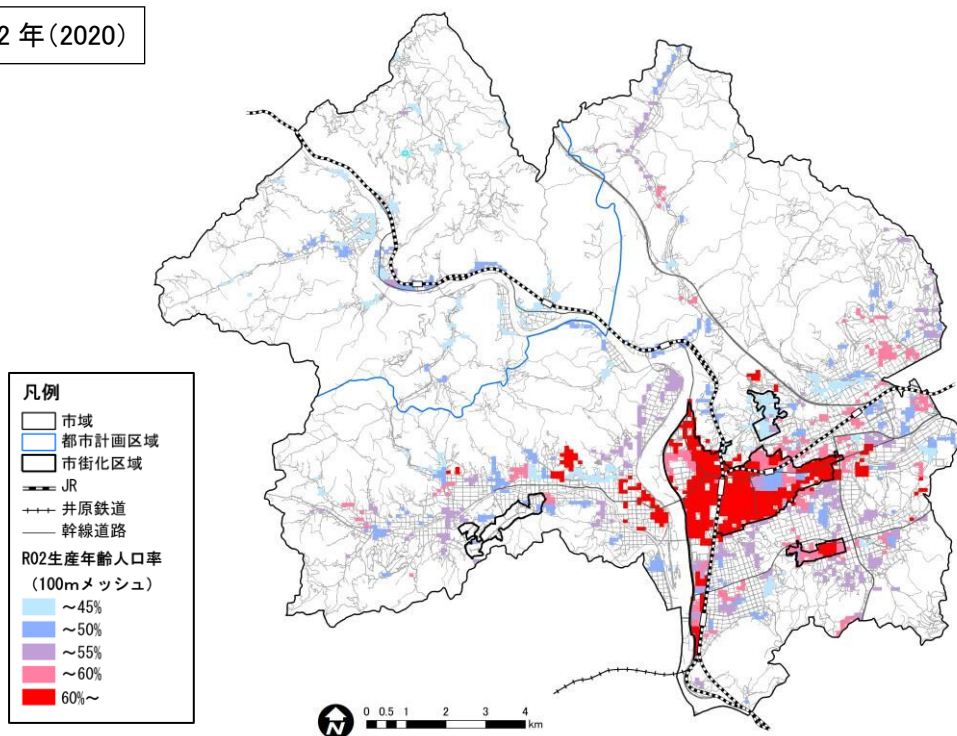 2年(2020)
凡例
市域
都市計画区域
市街化区域
JR
井原鉄道
幹線道路
R02生産年齢人口率
(100mメッシュ)
～45%
～50%
～55%
～60%
60%～
N
0 0.5 1 2 3 4
km